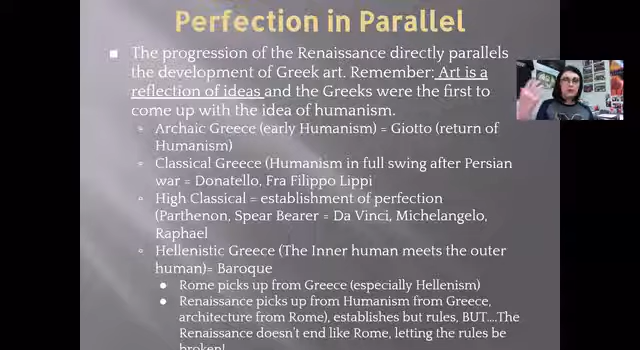 Perfection in Parallel
The progression of the Renaissance directly parallels
the development of Greek art. Remember: Art is a
reflection of ideas and the Greeks were the first to
come up with the idea of humanism.
Archaic Greece (early Humanism) = Giotto (return of
Humanism)
Classical Greece (Humanism in full swing after Persian
war = Donatello, Fra Filippo Lippi
High Classical = establishment of perfection
(Parthenon, Spear Bearer = Da Vinci, Michelangelo,
Raphael
Hellenistic Greece (The Inner human meets the outer
human)= Baroque
Rome picks up from Greece (especially Hellenism)
Renaissance picks up from Humanism from Greece,
architecture from Rome), establishes but rules, BUT....The
Renaissance doesn't end like Rome, letting the rules be
broken!